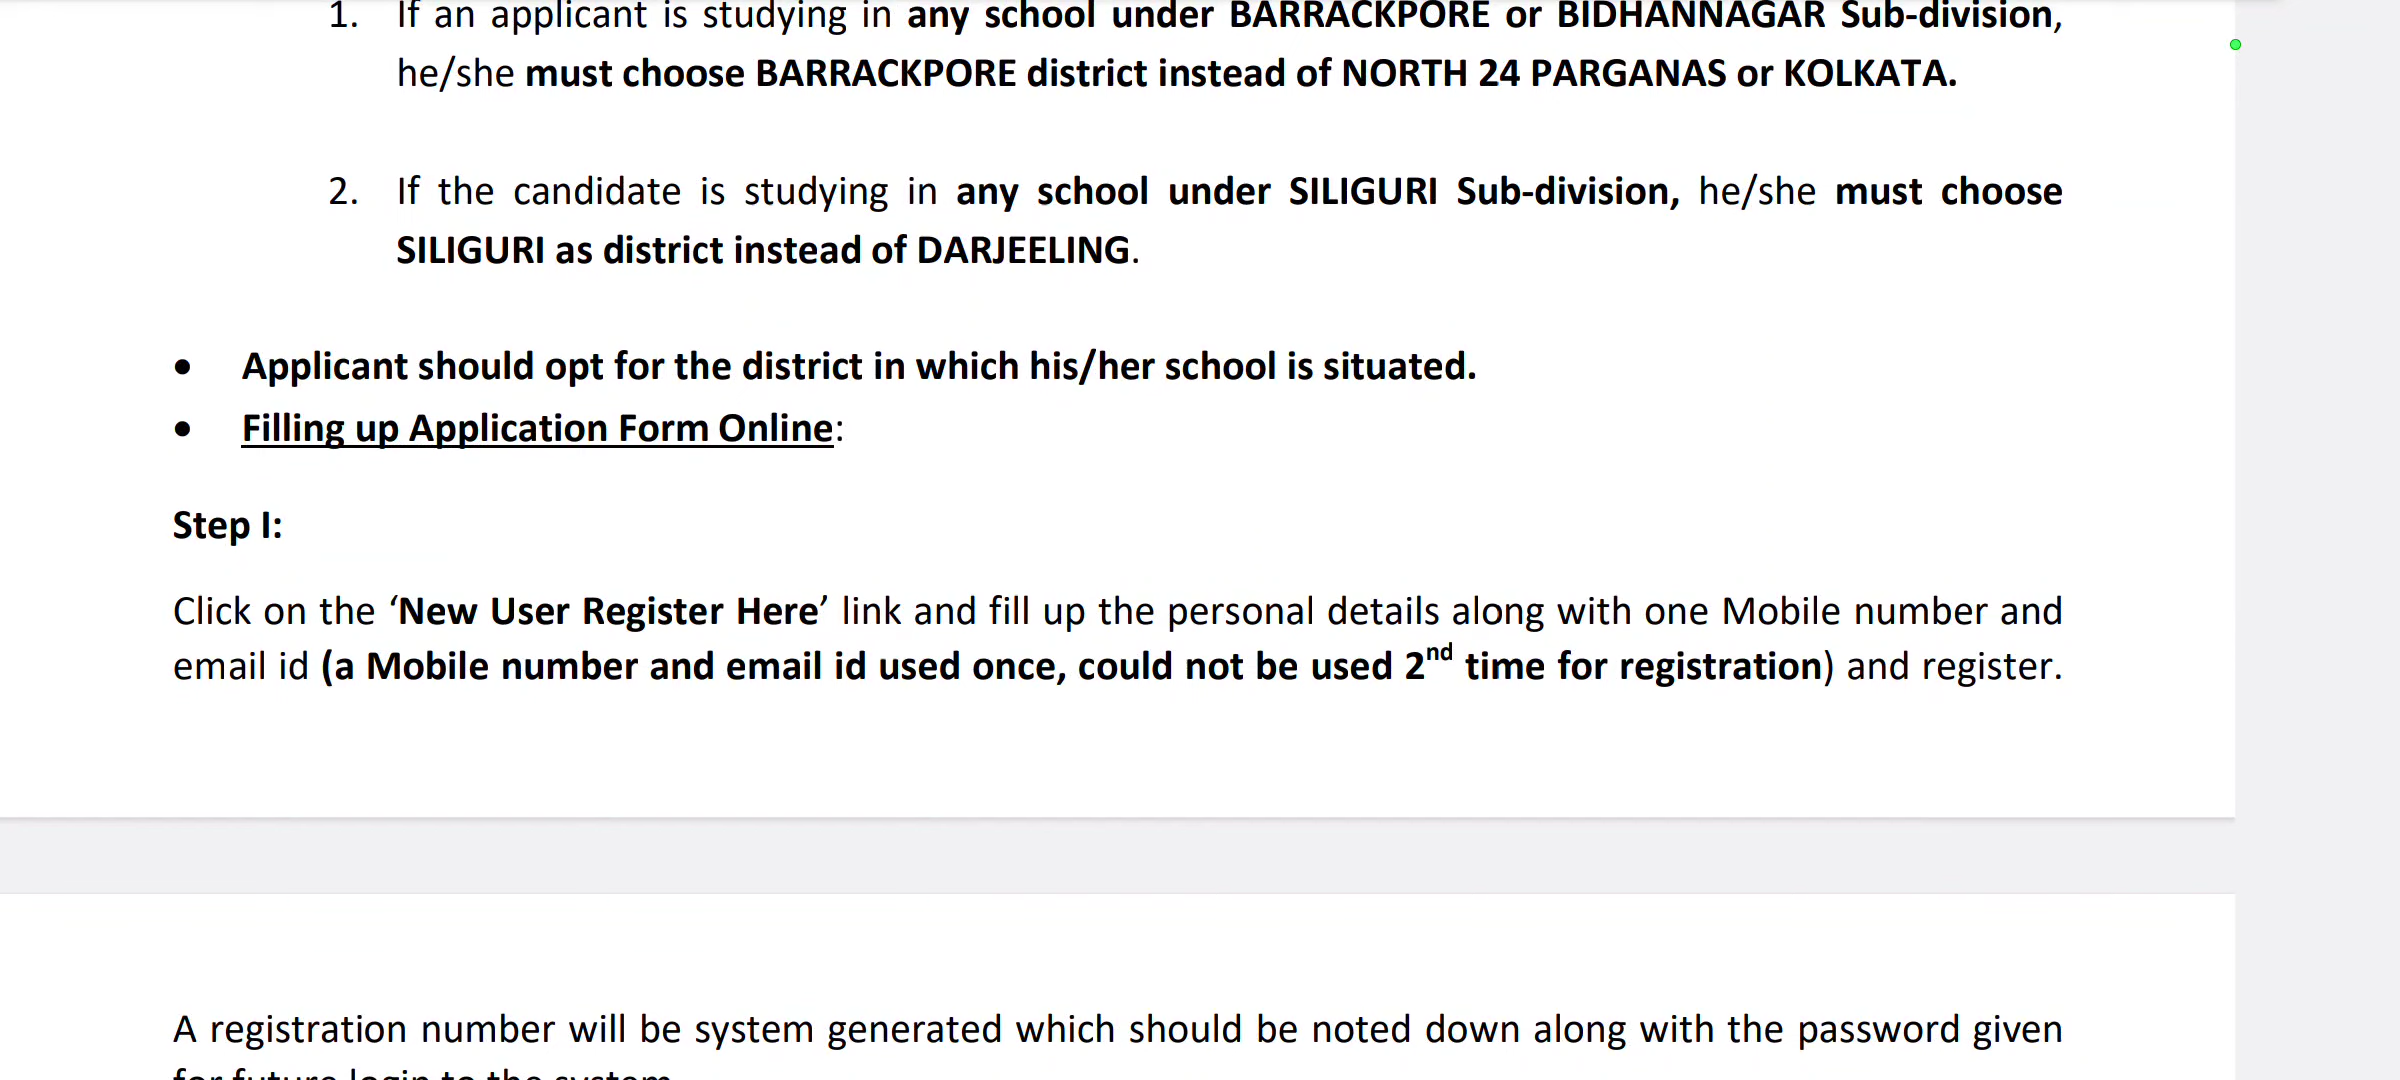 1. If an applicant is studying in any school under BARRACKPORE or BIDHANNAGAR Sub-division,
he/she must choose BARRACKPORE district instead of NORTH 24 PARGANAS or KOLKATA.
2. If the candidate is studying in any school under SILIGURI Sub-division, he/she must choose
SILIGURI as district instead of DARJEELING.
• Applicant should opt for the district in which his/her school is situated.
• Filling up Application Form Online:
Step I:
Click on the ‘New User Register Here’ link and fill up the personal details along with one Mobile number and
email id (a Mobile number and email id used once, could not be used 2nd time for registration) and register.
A registration number will be system generated which should be noted down along with the password given
for future login to the system